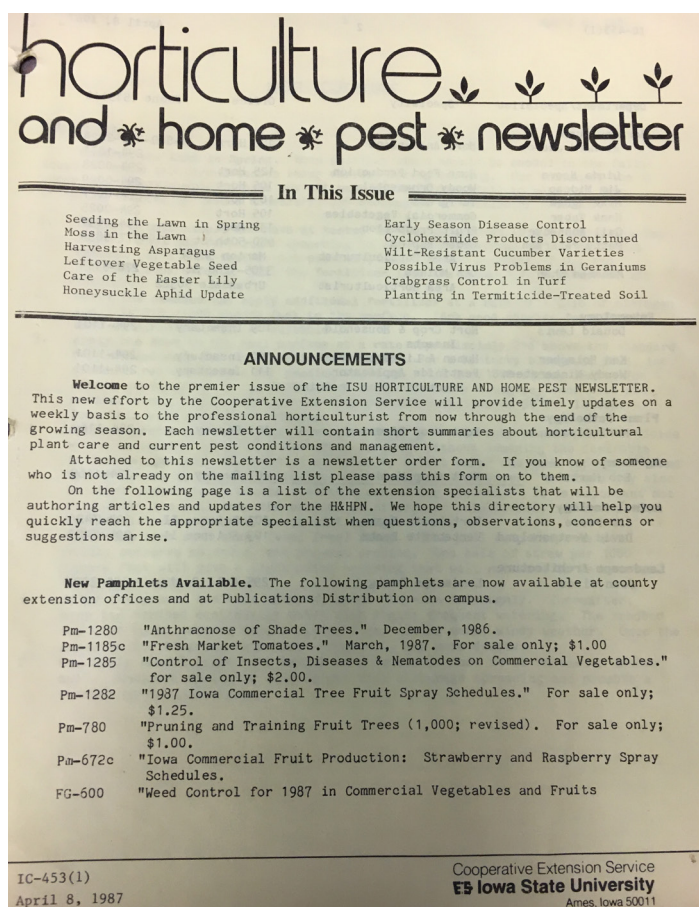 horticulture
and home pest newsletter
In This Issue
Seeding the Lawn in Spring
Moss in the Lawn
Harvesting Asparagus
Leftover Vegetable Seed
Care of the Easter Lily
Honeysuckle Aphid Update
Early Season Disease Control
Cycloheximide Products Discontinued
Wilt-Resistant Cucumber Varieties
Possible Virus Problems in Geraniums
Crabgrass Control in Turf
Planting in Termiticide-Treated Soil
ANNOUNCEMENTS
Welcome to the premier issue of the ISU HORTICULTURE AND HOME PEST NEWSLETTER.
This new effort by the Cooperative Extension Service will provide timely updates on a
weekly basis to the professional horticulturist from now through the end of the
growing season. Each newsletter will contain short summaries about horticultural
plant care and current pest conditions and management.
Attached to this newsletter is a newsletter order form. If you know of someone
who is not already on the mailing list please pass this form on to them.
On the following page is a list of the extension specialists that will be
authoring articles and updates for the H&HPN. We hope this directory will help you
quickly reach the appropriate specialist when questions, observations, concerns or
suggestions arise.
New Pamphlets Available. The following pamphlets are now available at county
extension offices and at Publications Distribution on campus.
Pm-1280 "Anthracnose of Shade Trees." December, 1986.
Pm-1185c "Fresh Market Tomatoes." March, 1987. For sale only; $1.00
Pm-1285 "Control of Insects, Diseases & Nematodes on Commercial Vegetables."
for sale only; $2.00.
Pm-1282 "1987 Iowa Commercial Tree Fruit Spray Schedules." For sale only;
$1.25.
Pm-780 "Pruning and Training Fruit Trees (1,000; revised). For sale only;
$1.00.
Pm-672c "Iowa Commercial Fruit Production: Strawberry and Raspberry Spray
Schedules.
FG-600 "Weed Control for 1987 in Commercial Vegetables and Fruits
IC-453(1)
April 8, 1987
Cooperative Extension Service
ES Iowa State University
Ames, Iowa 50011